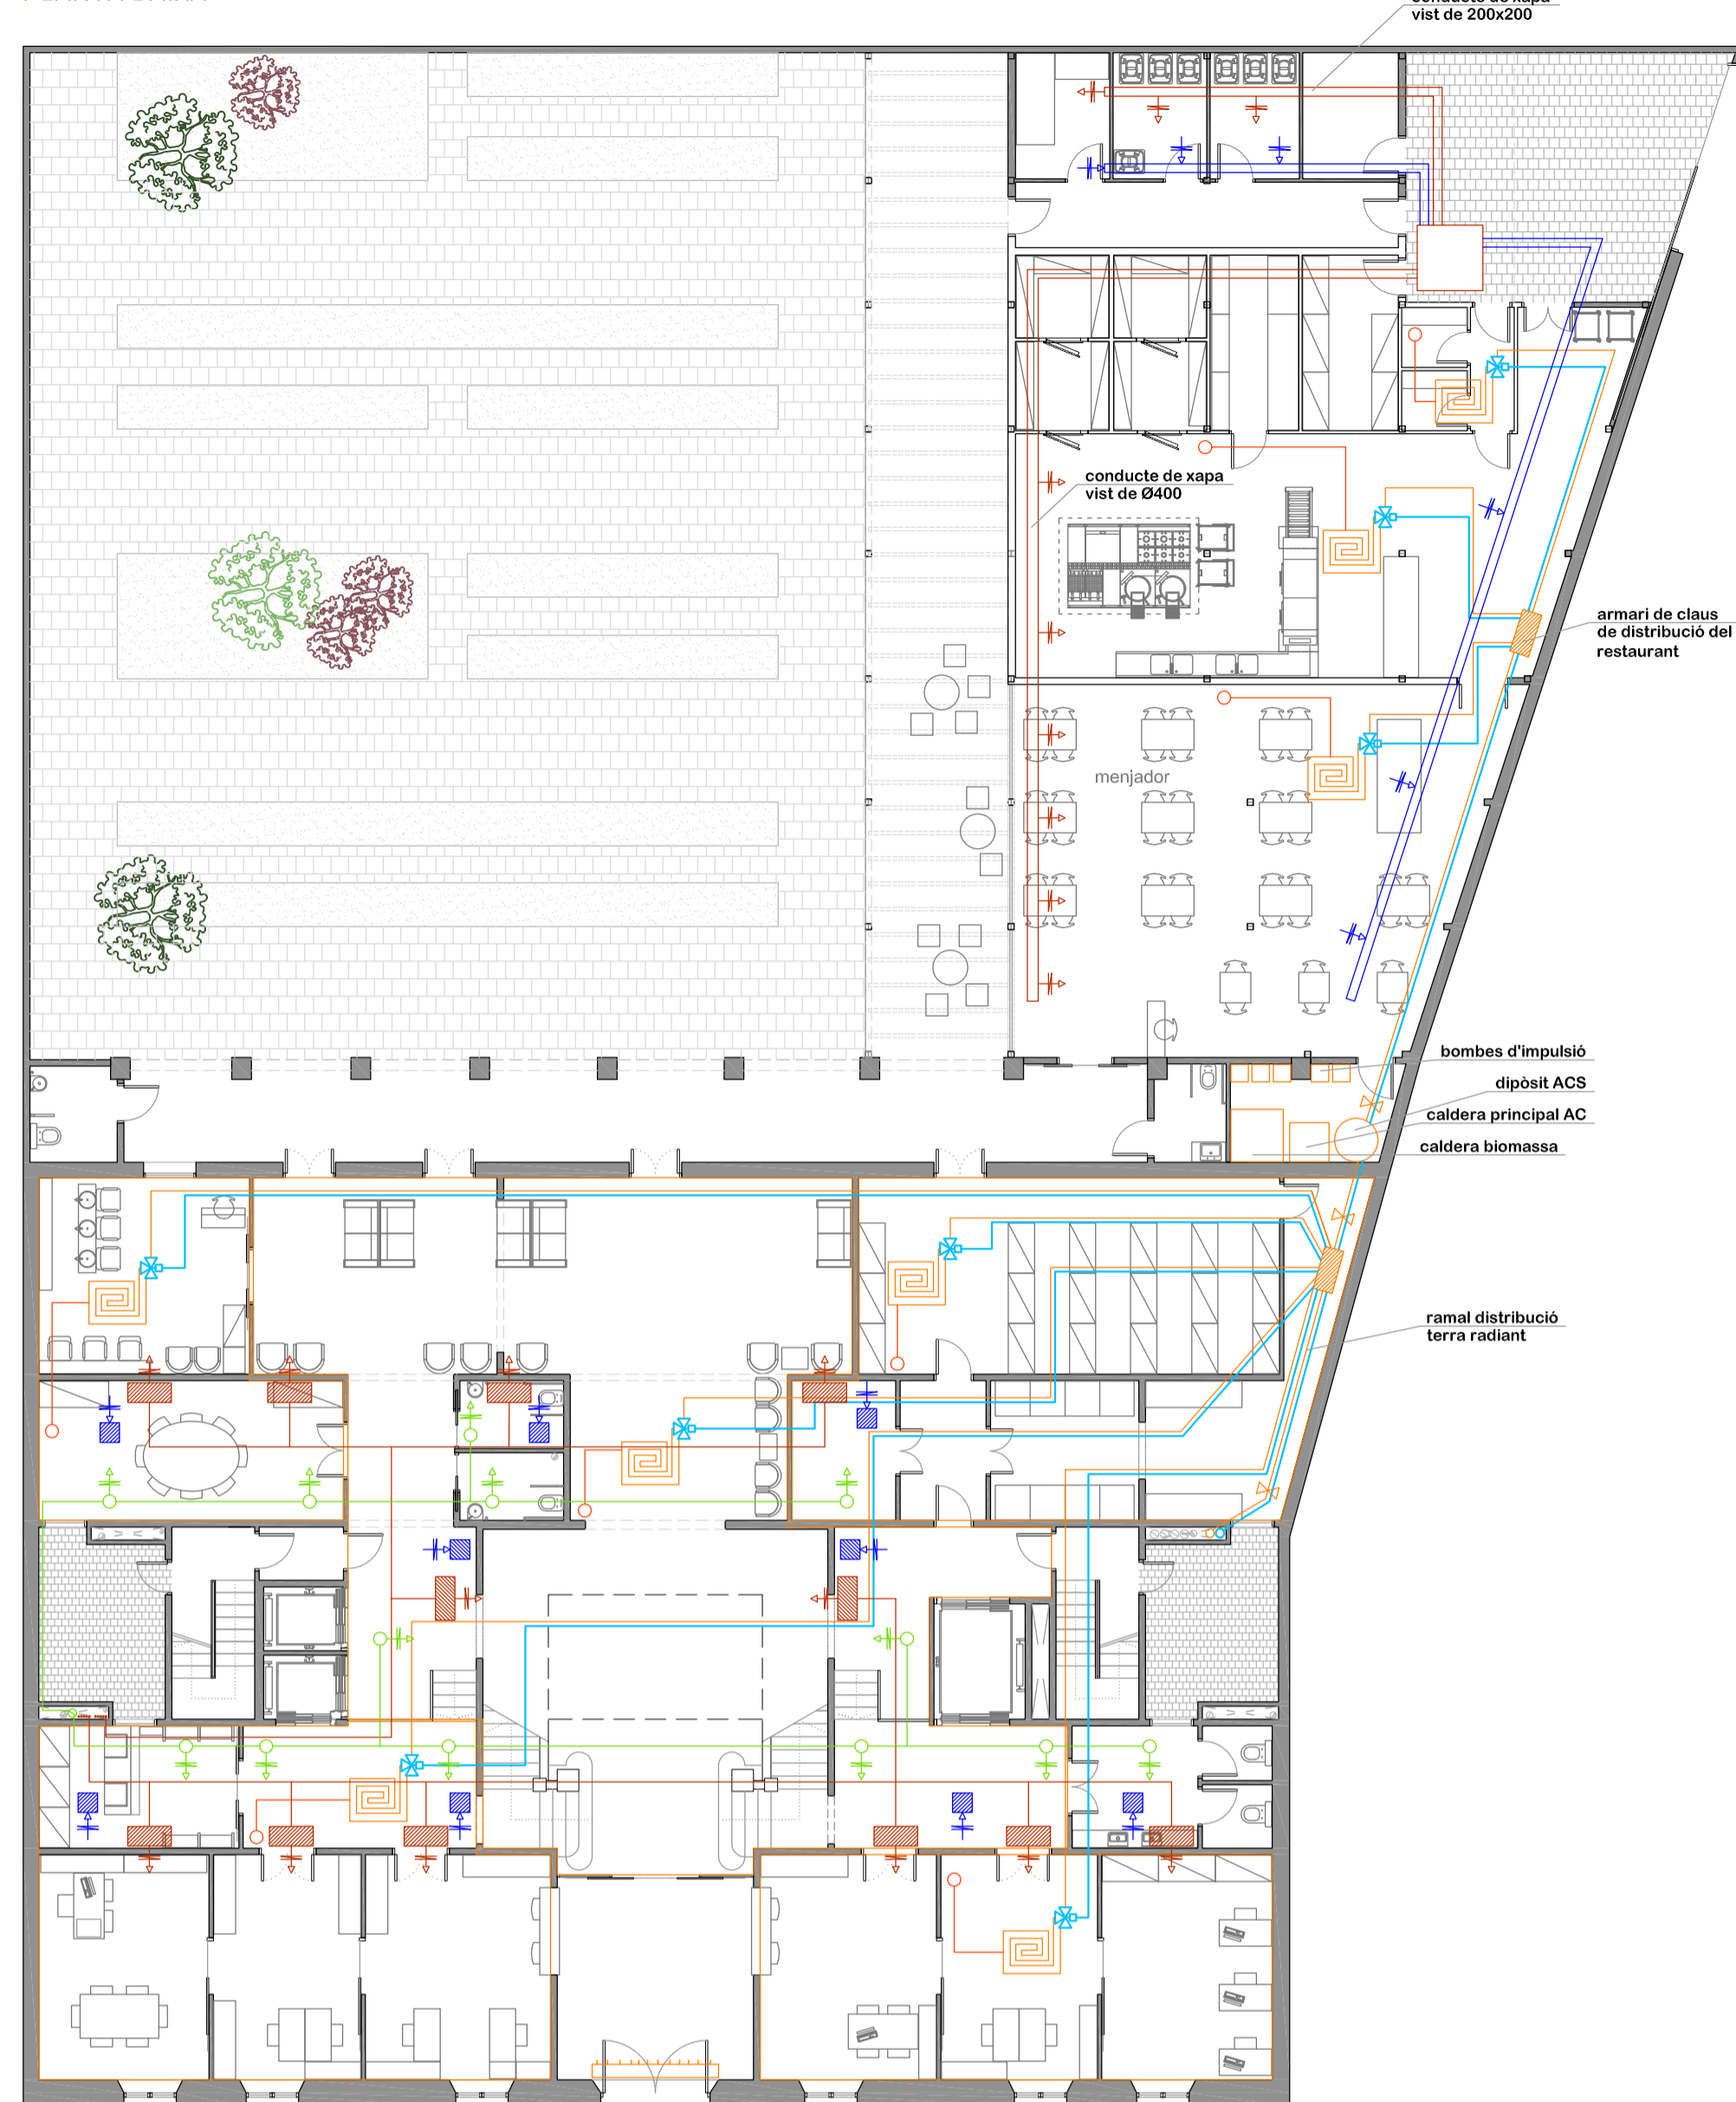 vist de 200x200
conducte de xapa
vist de Ø400
armari de claus
de distribució del
restaurant
menjador
bombes d'impulsió
dipòsit ACS
caldera principal AC
caldera biomassa
ramal distribució
terra radiant